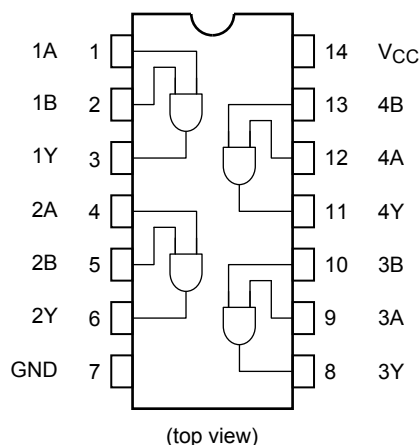 1A 1 14 VCC
1B 2 13 4B
1Y 3 12 4A
2A 4 11 4Y
2B 5 10 3B
2Y 6 9 3A
GND 7 8 3Y
(top view)